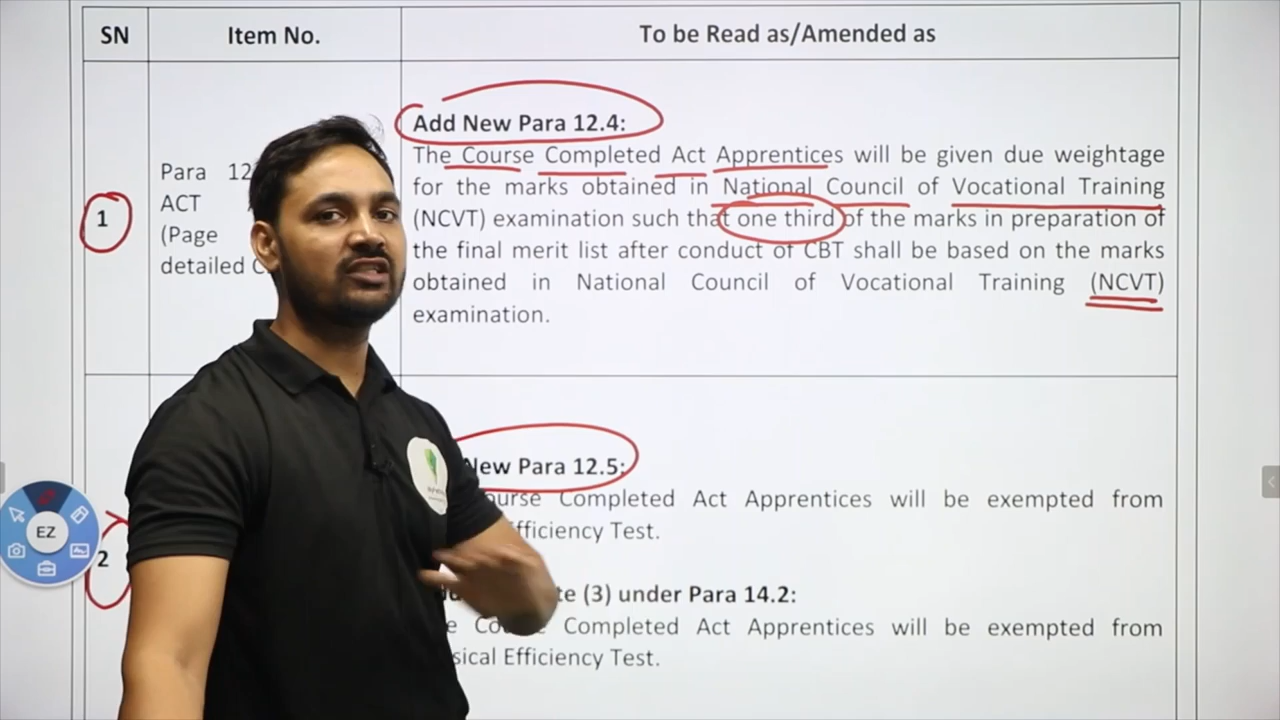 SN
Item No.
To be Read as/Amended as
1
Para 12
ACT
(Page
detailed
Add New Para 12.4:
The Course Completed Act Apprentices will be given due weightage
for the marks obtained in National Council of Vocational Training
(NCVT) examination such that one third of the marks in preparation of
the final merit list after conduct of CBT shall be based on the marks
obtained in National Council of Vocational Training (NCVT)
examination.
2
New Para 12.5:
Completed Act Apprentices will be exempted from
Test.
(3) under Para 14.2:
Completed Act Apprentices will be exempted from
Efficiency Test.
EZ